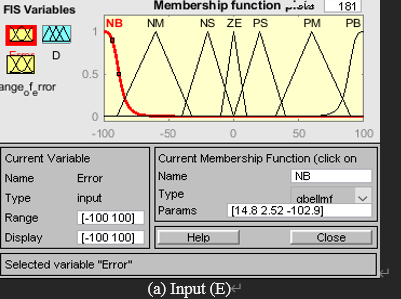 FIS Variables
Membership function plots 181
NB NM NS ZE PS PM PB
Error D
ange_of_error
1
0.5
0
-100 -50 0 50 100
Current Variable
Name Error
Type input
Range [-100 100]
Display [-100 100]
Current Membership Function (click on
Name NB
Type gbellmf
Params [14.8 2.52 -102.9]
Help Close
Selected variable "Error"
(a) Input (E)